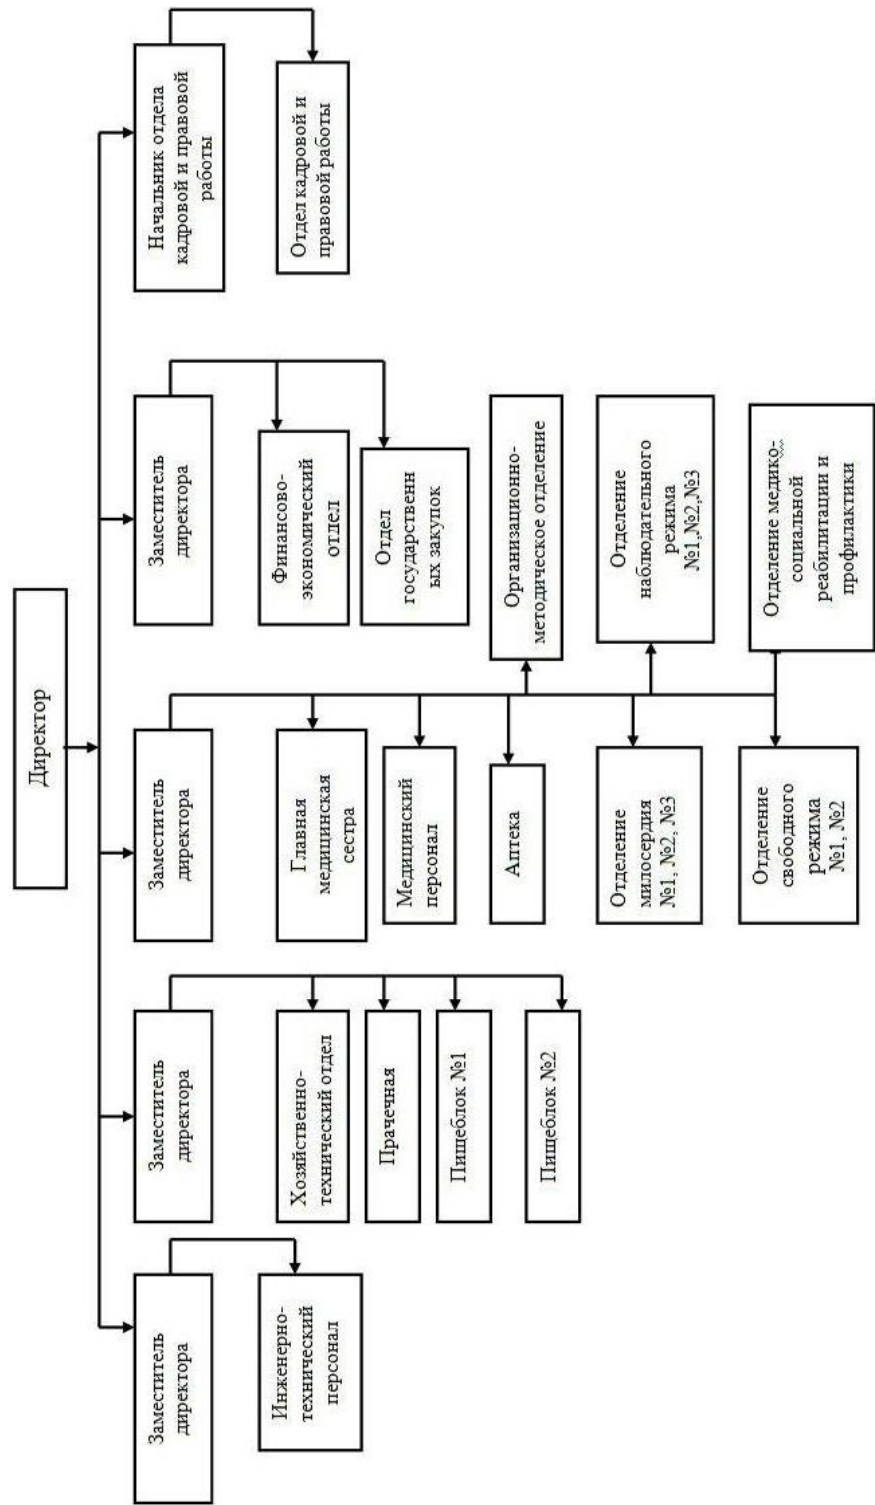 Директор
Заместитель
директора
Инженерно-
технический
персонал
Заместитель
директора
Хозяйственно-
технический отдел
Прачечная
Пищеблок №1
Пищеблок №2
Заместитель
директора
Главная
медицинская
сестра
Медицинский
персонал
Аптека
Отделение
милосердия
№1, №2, №3
Отделение
свободного
режима
№1, №2
Организационно-
методическое отделение
Отделение
наблюдательного
режима
№1,№2,№3
Отделение медико-
социальной
реабилитации и
профилактики
Заместитель
директора
Финансово-
экономический
отдел
Отдел
государственн
ых закупок
Начальник отдела
кадровой и правовой
работы
Отдел кадровой и
правовой работы